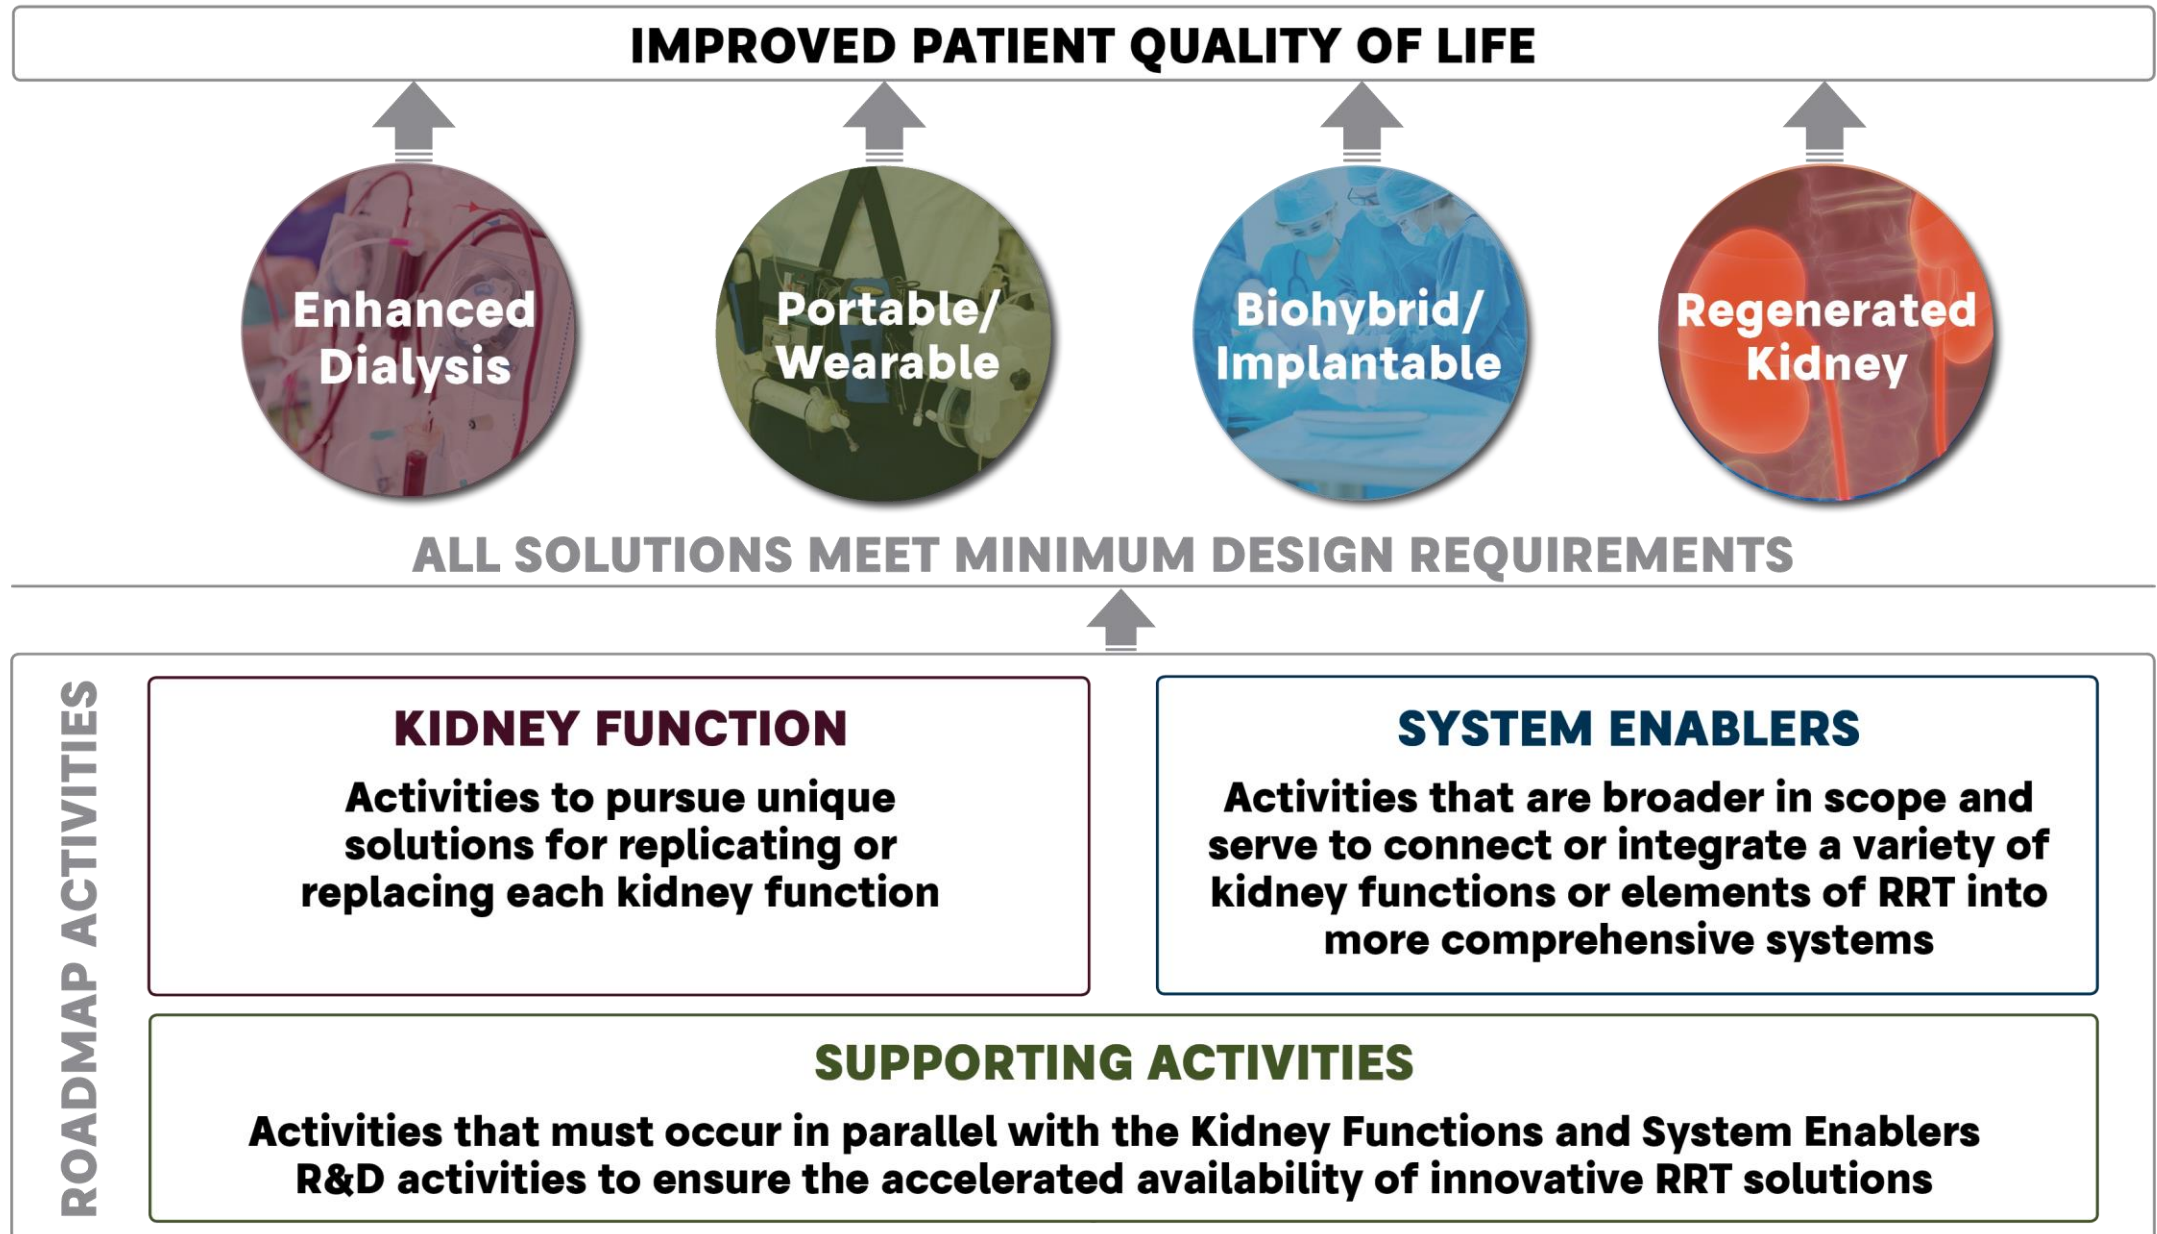 IMPROVED PATIENT QUALITY OF LIFE
Enhanced
Dialysis
Portable/
Wearable
Biohybrid/
Implantable
Regenerated
Kidney
ALL SOLUTIONS MEET MINIMUM DESIGN REQUIREMENTS
ROADMAP ACTIVITIES
KIDNEY FUNCTION
Activities to pursue unique
solutions for replicating or
replacing each kidney function
SYSTEM ENABLERS
Activities that are broader in scope and
serve to connect or integrate a variety of
kidney functions or elements of RRT into
more comprehensive systems
SUPPORTING ACTIVITIES
Activities that must occur in parallel with the Kidney Functions and System Enablers
R&D activities to ensure the accelerated availability of innovative RRT solutions